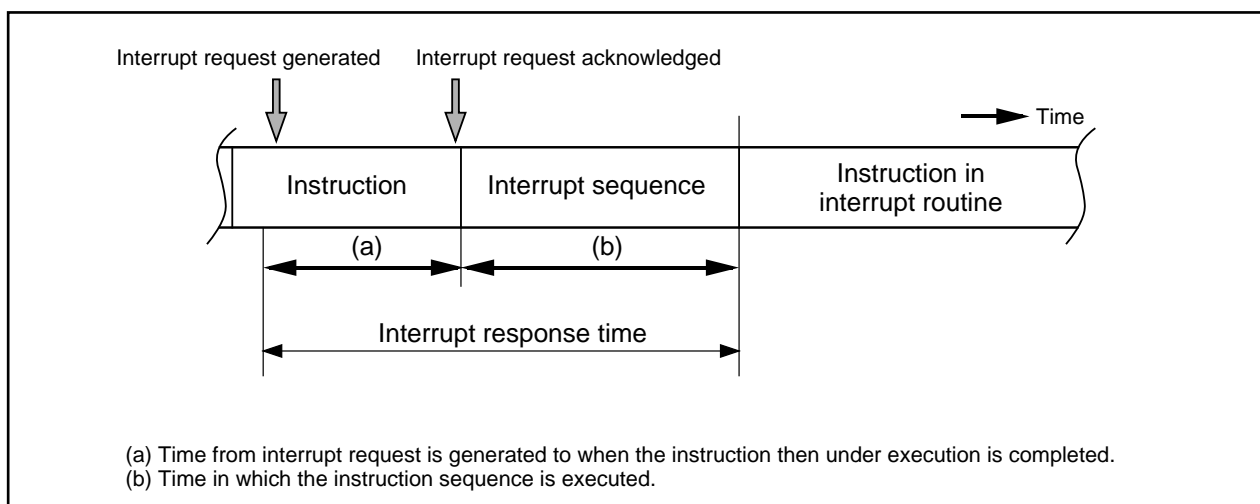 Interrupt request generated
Interrupt request acknowledged
Time
Instruction
Interrupt sequence
Instruction in
interrupt routine
(a)
(b)
Interrupt response time
(a) Time from interrupt request is generated to when the instruction then under execution is completed.
(b) Time in which the instruction sequence is executed.